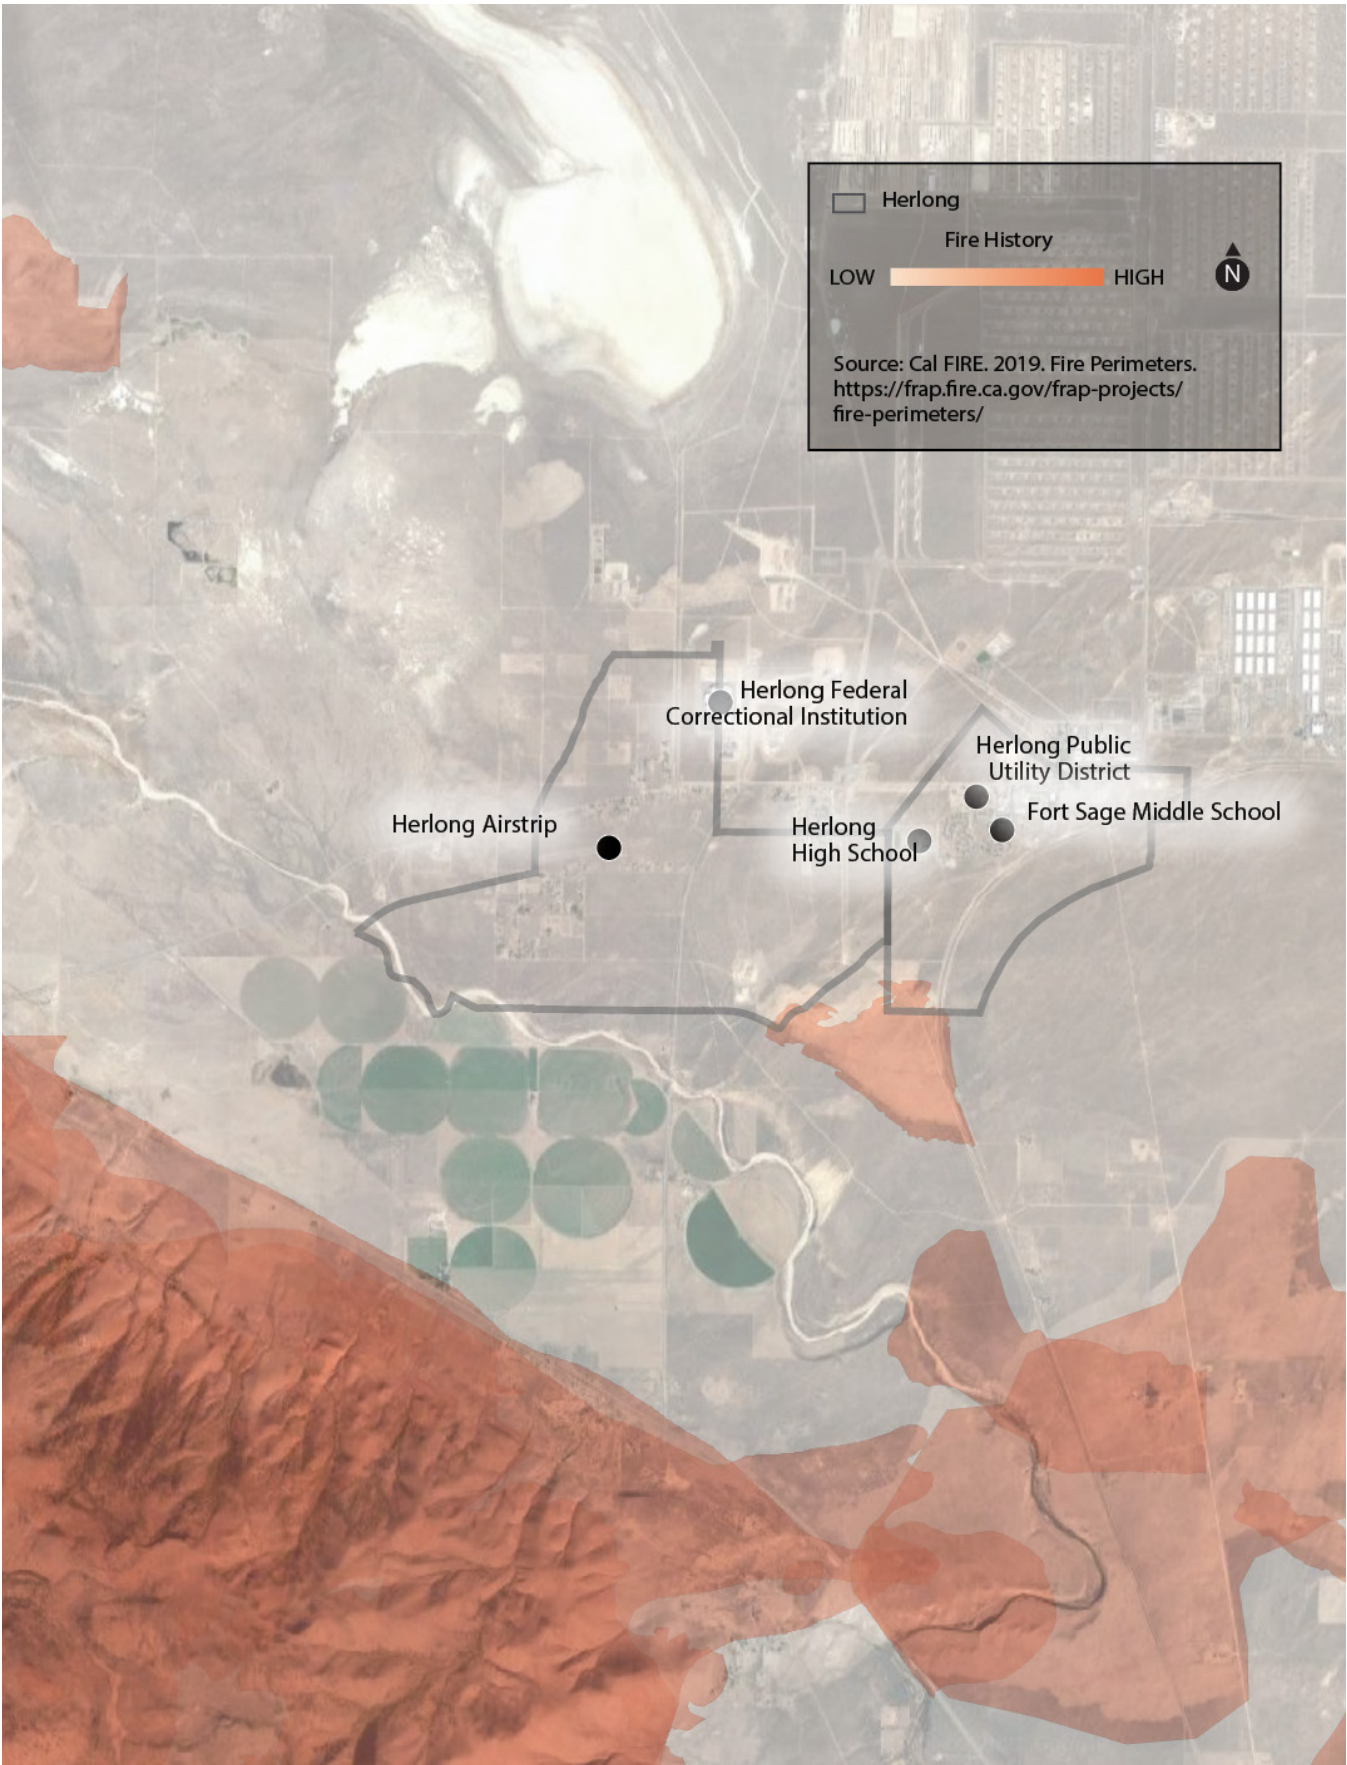 Herlong
Fire History
LOW
HIGH
N
Source: Cal FIRE. 2019. Fire Perimeters.
https://frap.fire.ca.gov/frap-projects/
fire-perimeters/
Herlong Federal
Correctional Institution
Herlong Public
Utility District
Fort Sage Middle School
Herlong Airstrip
Herlong
High School